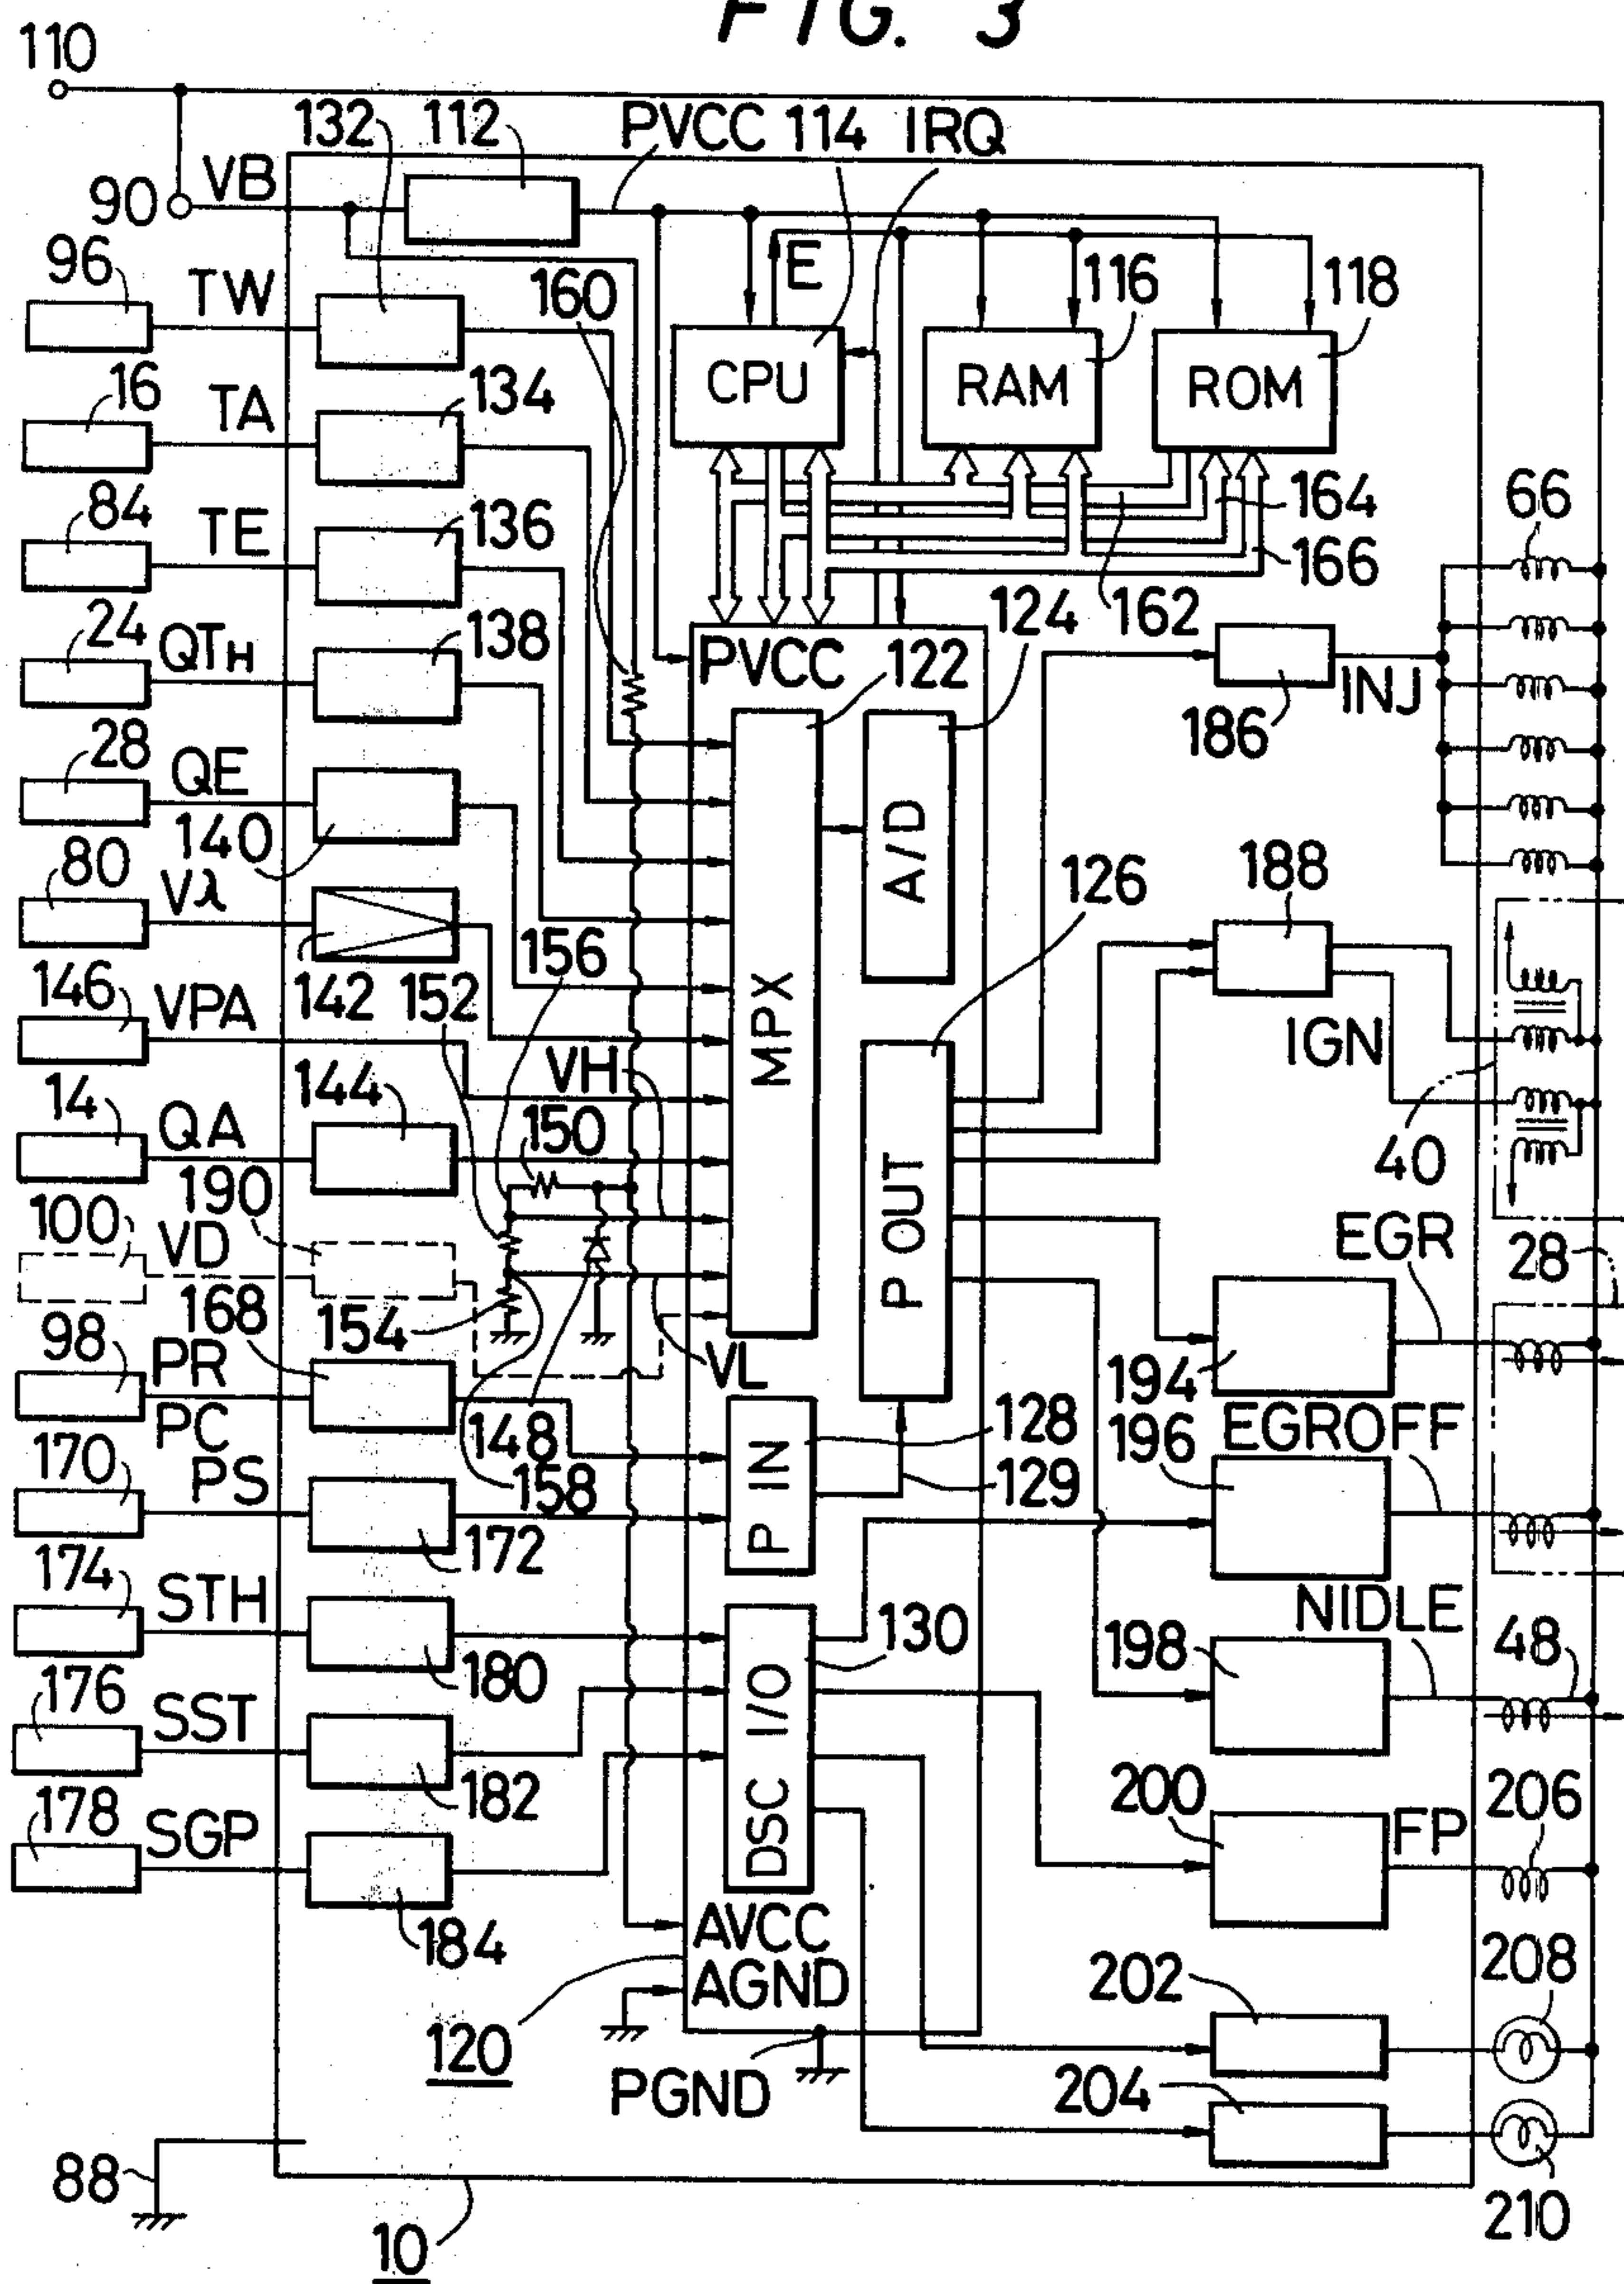 FIG. 3
110
132
112
PVCC
114
IRQ
90
VB
96
TW
160
E
116
118
CPU
RAM
ROM
16
TA
134
84
TE
136
164
66
166
24
QTH
138
PVCC
122
124
162
186
INJ
28
QE
140
A/D
126
188
80
Vλ
142
152
156
MPX
IGN
146
VPA
VH
14
QA
144
150
40
100
190
VD
P OUT
EGR
28
168
154
VL
98
PR
PC
148
158
194
196
EGROFF
128
129
170
PS
172
P IN
174
STH
180
130
NIDLE
198
48
176
SST
182
DSC I/O
178
SGP
184
200
FP
206
AVCC
AGND
120
PGND
202
208
204
88
10
210